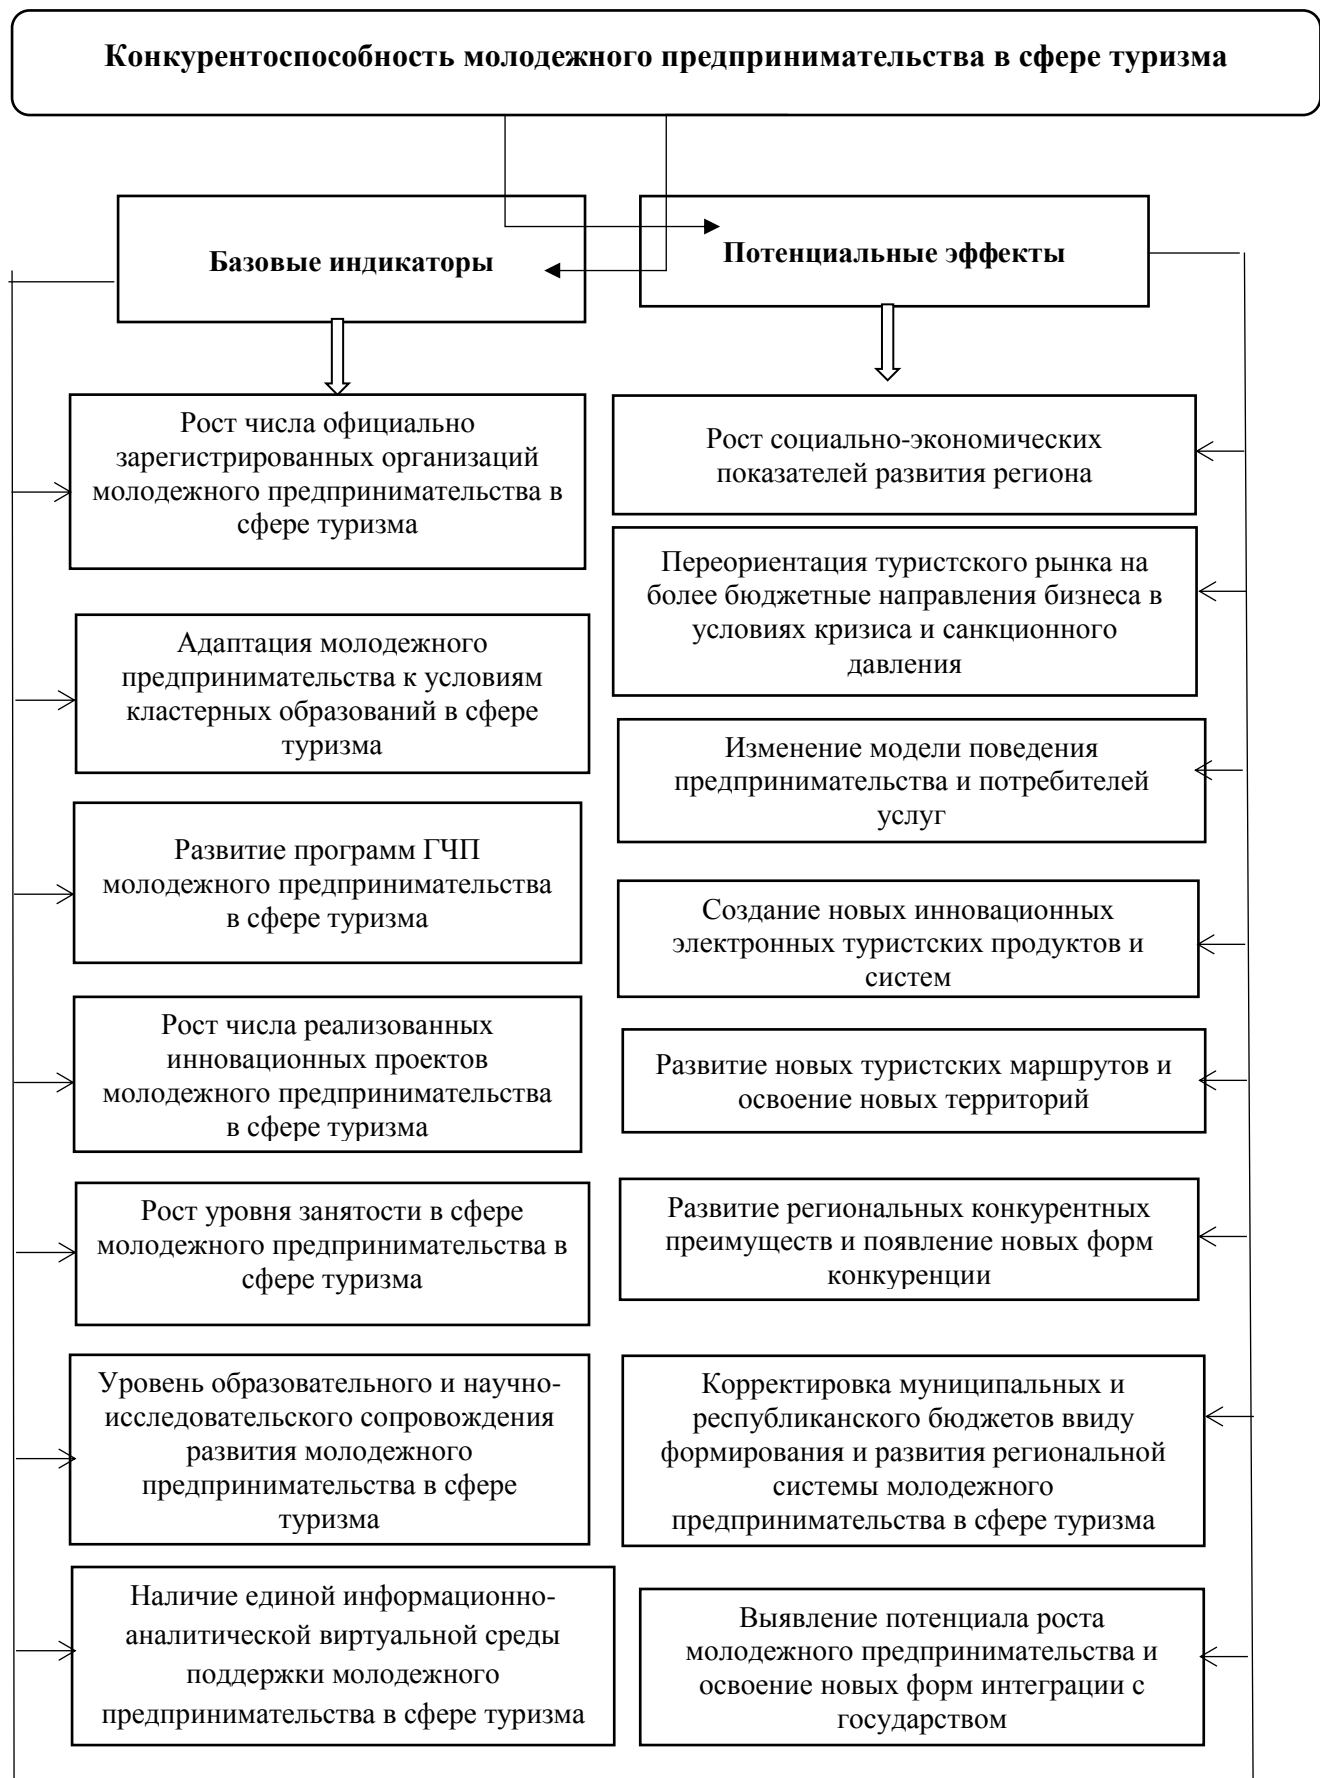 Конкурентоспособность молодежного предпринимательства в сфере туризма
Базовые индикаторы
Потенциальные эффекты
Рост числа официально
зарегистрированных организаций
молодежного предпринимательства в
сфере туризма
Адаптация молодежного
предпринимательства к условиям
кластерных образований в сфере
туризма
Развитие программ ГЧП
молодежного предпринимательства
в сфере туризма
Рост числа реализованных
инновационных проектов
молодежного предпринимательства
в сфере туризма
Рост уровня занятости в сфере
молодежного предпринимательства в
сфере туризма
Уровень образовательного и научно-
исследовательского сопровождения
развития молодежного
предпринимательства в сфере
туризма
Наличие единой информационно-
аналитической виртуальной среды
поддержки молодежного
предпринимательства в сфере туризма
Рост социально-экономических
показателей развития региона
Переориентация туристского рынка на
более бюджетные направления бизнеса в
условиях кризиса и санкционного
давления
Изменение модели поведения
предпринимательства и потребителей
услуг
Создание новых инновационных
электронных туристских продуктов и
систем
Развитие новых туристских маршрутов и
освоение новых территорий
Развитие региональных конкурентных
преимуществ и появление новых форм
конкуренции
Корректировка муниципальных и
республиканского бюджетов ввиду
формирования и развития региональной
системы молодежного
предпринимательства в сфере туризма
Выявление потенциала роста
молодежного предпринимательства и
освоение новых форм интеграции с
государством